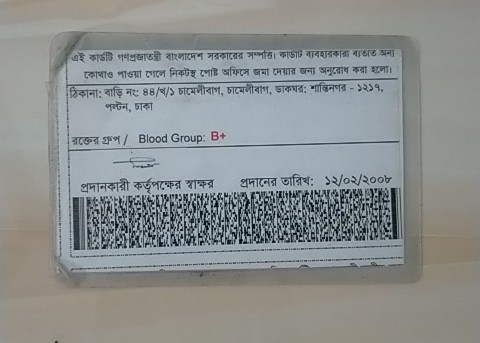 এই কার্ডটি গণপ্রজাতন্ত্রী বাংলাদেশ সরকারের সম্পত্তি। কার্ডটি ব্যবহারকারী ব্যতীত অন্য
কোথাও পাওয়া গেলে নিকটস্থ পোষ্ট অফিসে জমা দেয়ার জন্য অনুরোধ করা হলো।
ঠিকানা: বাড়ি নং: ৪৪/খ/১ চামেলীবাগ, চামেলীবাগ, ডাকঘর: শান্তিনগর - ১২১৭,
পল্টন, ঢাকা
রক্তের গ্রুপ / Blood Group: B+
প্রদানকারী কর্তৃপক্ষের স্বাক্ষর প্রদানের তারিখ: ১২/০২/২০০৮